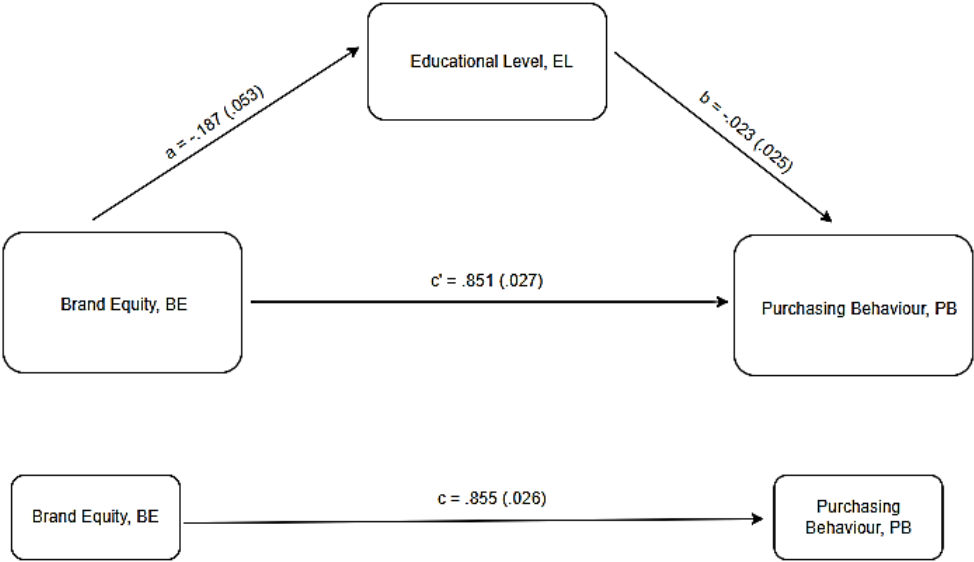 Educational Level, EL
a = -.187 (.053)
b = -.023 (.025)
c' = .851 (.027)
Brand Equity, BE
Purchasing Behaviour, PB
c = .855 (.026)
Brand Equity, BE
Purchasing
Behaviour, PB